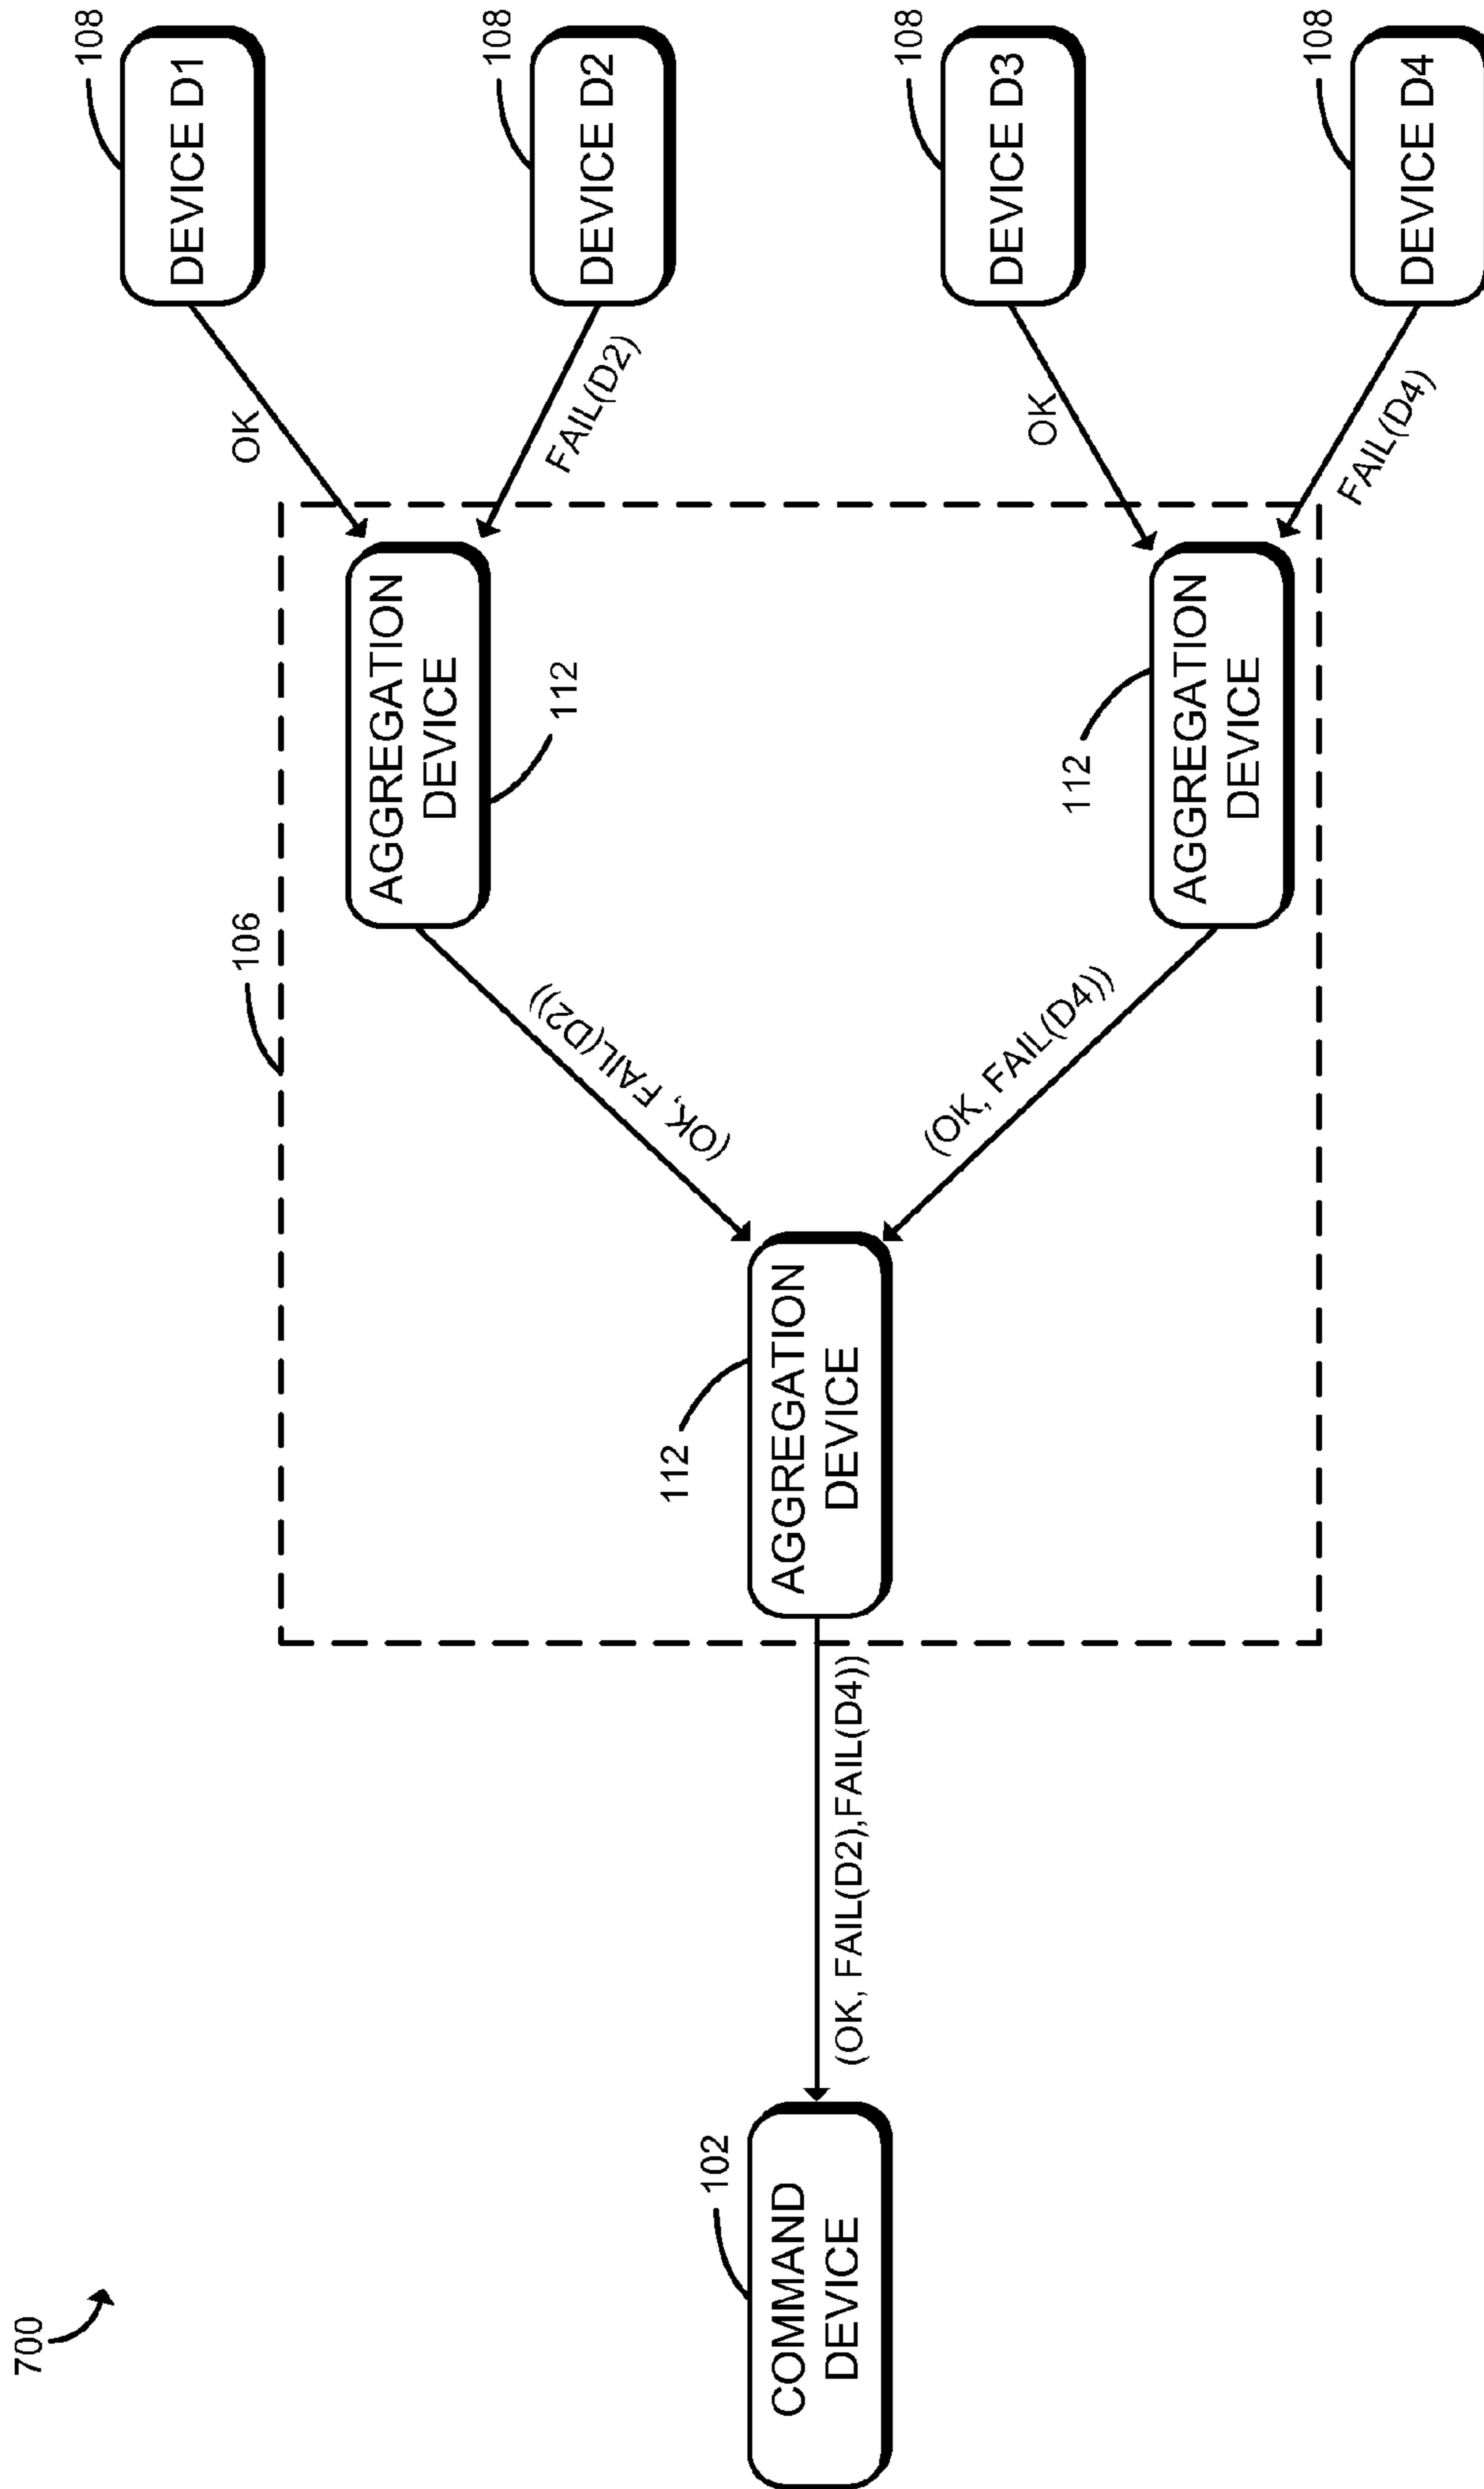 700
102
COMMAND
DEVICE
(OK, FAIL(D2),FAIL(D4))
106
112
AGGREGATION
DEVICE
(OK, FAIL(D2))
(OK, FAIL(D4))
AGGREGATION
DEVICE
112
112
AGGREGATION
DEVICE
OK
FAIL(D2)
OK
FAIL(D4)
108
DEVICE D1
108
DEVICE D2
108
DEVICE D3
108
DEVICE D4